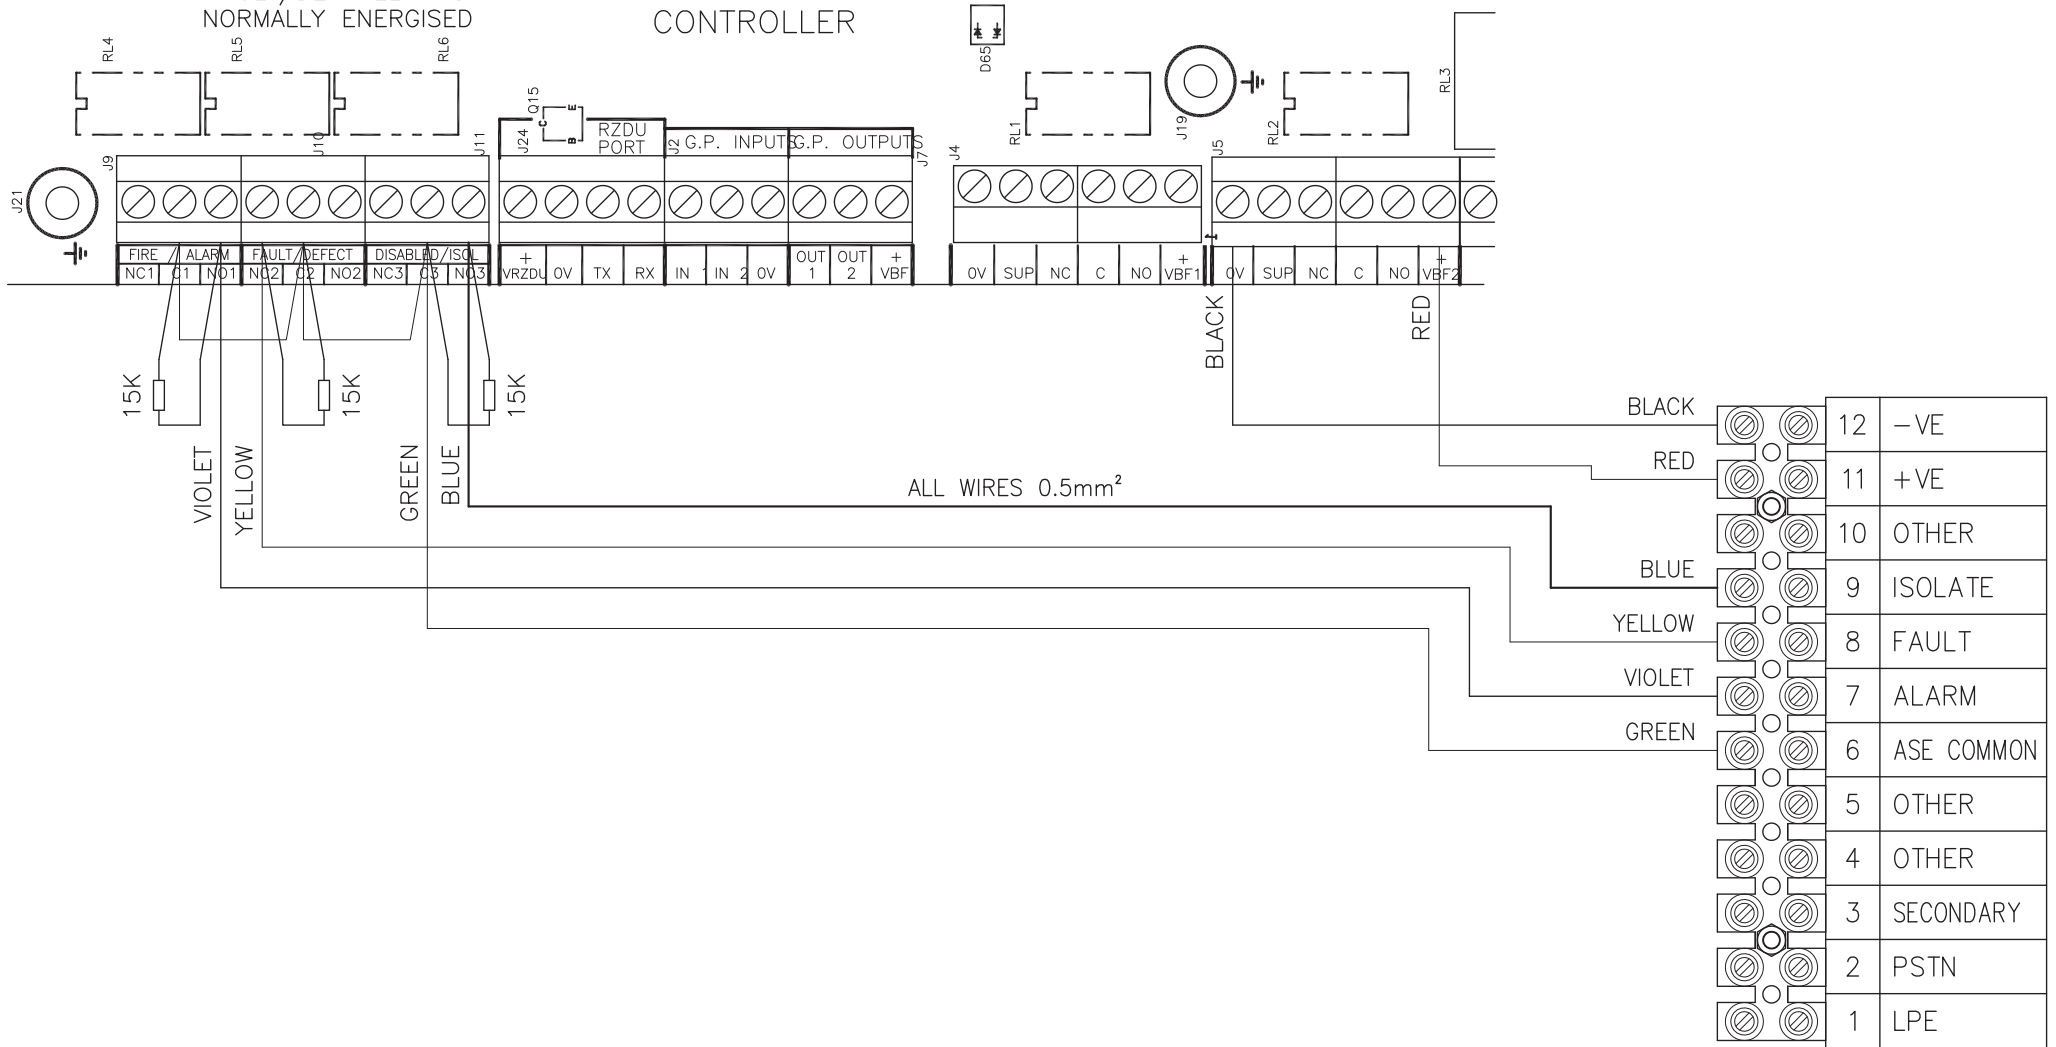 NORMALLY ENERGISED
CONTROLLER
RL4
RL5
RL6
D65
RL1
J19
RL2
RL3
Q15
C
E
B
J24
RZDU
PORT
J2
G.P. INPUTS
G.P. OUTPUTS
J7
J4
J5
J21
J9
J10
J11
1
FIRE / ALARM
FAULT/DEFECT
DISABLED/ISOL
NC1 C1 NO1 NC2 C2 NO2 NC3 C3 NO3
+
VRZDU 0V TX RX IN 1 IN 2 0V
OUT
1
OUT
2
+
VBF
0V SUP NC C NO
+
VBF1
0V SUP NC C NO
+
VBF2
BLACK
RED
15K
15K
15K
VIOLET
YELLOW
GREEN
BLUE
ALL WIRES 0.5mm²
BLACK
12 -VE
RED
11 +VE
10 OTHER
BLUE
9 ISOLATE
YELLOW
8 FAULT
VIOLET
7 ALARM
GREEN
6 ASE COMMON
5 OTHER
4 OTHER
3 SECONDARY
2 PSTN
1 LPE